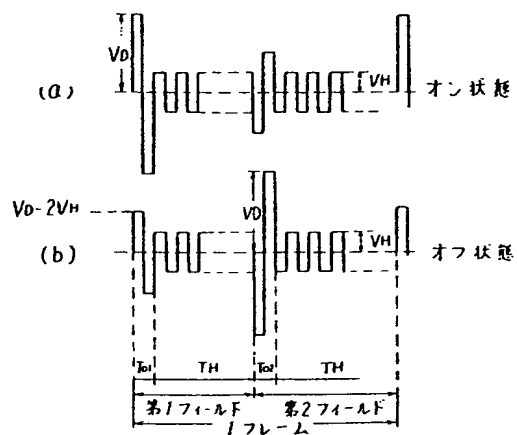 VD
(a)
VH
オン状態
VD-2VH
VD
(b)
VH
オフ状態
TD1
TH
TD2
TH
第1フィールド
第2フィールド
1フレーム